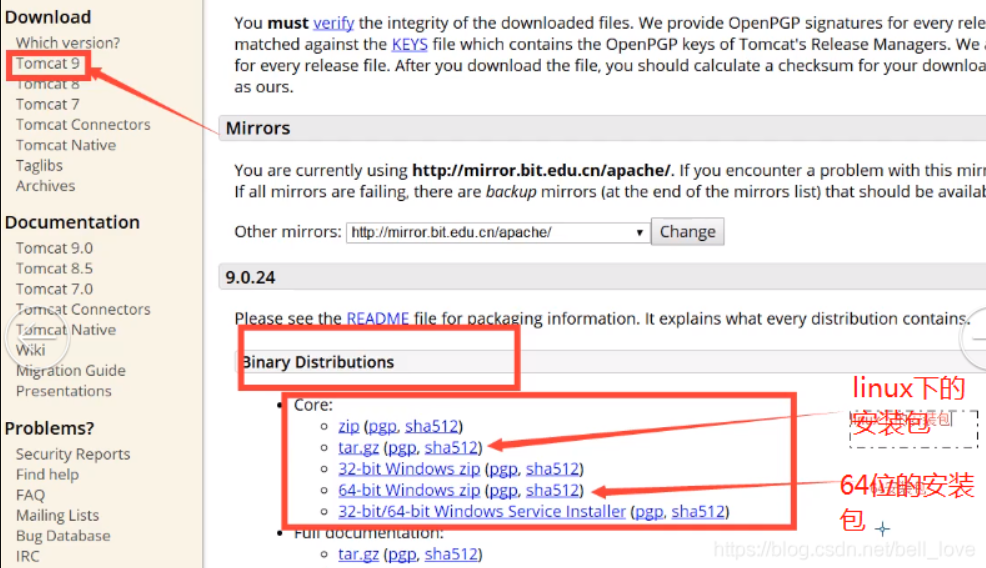 Download
Which version?
Tomcat 9
Tomcat 8
Tomcat 7
Tomcat Connectors
Tomcat Native
Taglibs
Archives
Documentation
Tomcat 9.0
Tomcat 8.5
Tomcat 7.0
Tomcat Connectors
Tomcat Native
Wiki
Migration Guide
Presentations
Problems?
Security Reports
Find help
FAQ
Mailing Lists
Bug Database
IRC
You must verify the integrity of the downloaded files. We provide OpenPGP signatures for every rele
matched against the KEYS file which contains the OpenPGP keys of Tomcat's Release Managers. We a
for every release file. After you download the file, you should calculate a checksum for your downloa
as ours.
Mirrors
You are currently using http://mirror.bit.edu.cn/apache/. If you encounter a problem with this mirr
If all mirrors are failing, there are backup mirrors (at the end of the mirrors list) that should be availa
Other mirrors: http://mirror.bit.edu.cn/apache/ Change
9.0.24
Please see the README file for packaging information. It explains what every distribution contains.
Binary Distributions
Core:
zip (pgp, sha512)
tar.gz (pgp, sha512)
32-bit Windows zip (pgp, sha512)
64-bit Windows zip (pgp, sha512)
32-bit/64-bit Windows Service Installer (pgp, sha512)
Full documentation:
tar.gz (pgp, sha512)
linux下的
安装包
64位的安装
包
https://blog.csdn.net/bell_love